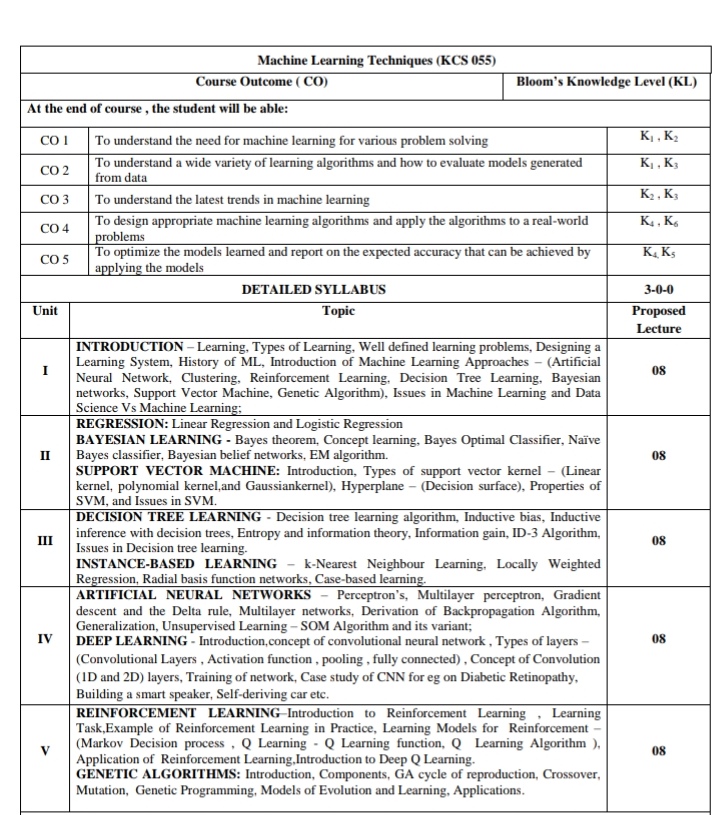 Machine Learning Techniques (KCS 055)
Course Outcome ( CO) Bloom's Knowledge Level (KL)
At the end of course , the student will be able:
CO 1 To understand the need for machine learning for various problem solving K₁ , K₂
CO 2 To understand a wide variety of learning algorithms and how to evaluate models generated from data K₁ , K₃
CO 3 To understand the latest trends in machine learning K₂ , K₃
CO 4 To design appropriate machine learning algorithms and apply the algorithms to a real-world problems K₄ , K₆
CO 5 To optimize the models learned and report on the expected accuracy that can be achieved by applying the models K₄, K₅
DETAILED SYLLABUS 3-0-0
Unit Topic Proposed Lecture
I
INTRODUCTION – Learning, Types of Learning, Well defined learning problems, Designing a
Learning System, History of ML, Introduction of Machine Learning Approaches – (Artificial
Neural Network, Clustering, Reinforcement Learning, Decision Tree Learning, Bayesian
networks, Support Vector Machine, Genetic Algorithm), Issues in Machine Learning and Data
Science Vs Machine Learning;
08
II
REGRESSION: Linear Regression and Logistic Regression
BAYESIAN LEARNING - Bayes theorem, Concept learning, Bayes Optimal Classifier, Naïve
Bayes classifier, Bayesian belief networks, EM algorithm.
SUPPORT VECTOR MACHINE: Introduction, Types of support vector kernel – (Linear
kernel, polynomial kernel,and Gaussiankernel), Hyperplane – (Decision surface), Properties of
SVM, and Issues in SVM.
08
III
DECISION TREE LEARNING - Decision tree learning algorithm, Inductive bias, Inductive
inference with decision trees, Entropy and information theory, Information gain, ID-3 Algorithm,
Issues in Decision tree learning.
INSTANCE-BASED LEARNING – k-Nearest Neighbour Learning, Locally Weighted
Regression, Radial basis function networks, Case-based learning.
08
IV
ARTIFICIAL NEURAL NETWORKS – Perceptron's, Multilayer perceptron, Gradient
descent and the Delta rule, Multilayer networks, Derivation of Backpropagation Algorithm,
Generalization, Unsupervised Learning – SOM Algorithm and its variant;
DEEP LEARNING - Introduction,concept of convolutional neural network , Types of layers –
(Convolutional Layers , Activation function , pooling , fully connected) , Concept of Convolution
(1D and 2D) layers, Training of network, Case study of CNN for eg on Diabetic Retinopathy,
Building a smart speaker, Self-deriving car etc.
08
V
REINFORCEMENT LEARNING–Introduction to Reinforcement Learning , Learning
Task,Example of Reinforcement Learning in Practice, Learning Models for Reinforcement –
(Markov Decision process , Q Learning - Q Learning function, Q Learning Algorithm ),
Application of Reinforcement Learning,Introduction to Deep Q Learning.
GENETIC ALGORITHMS: Introduction, Components, GA cycle of reproduction, Crossover,
Mutation, Genetic Programming, Models of Evolution and Learning, Applications.
08